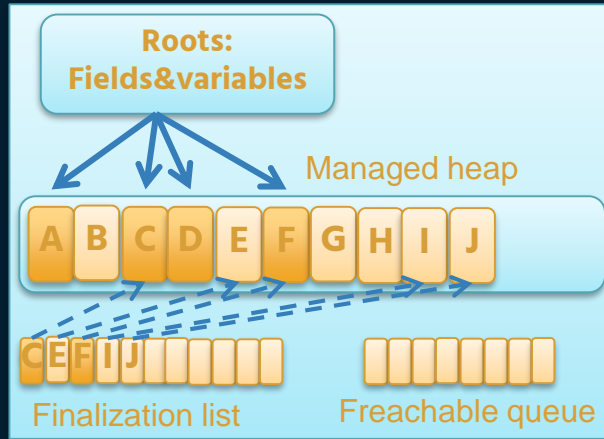 Roots:
Fields&variables
Managed heap
A B C D E F G H I J
C E F I J
Finalization list
Freachable queue